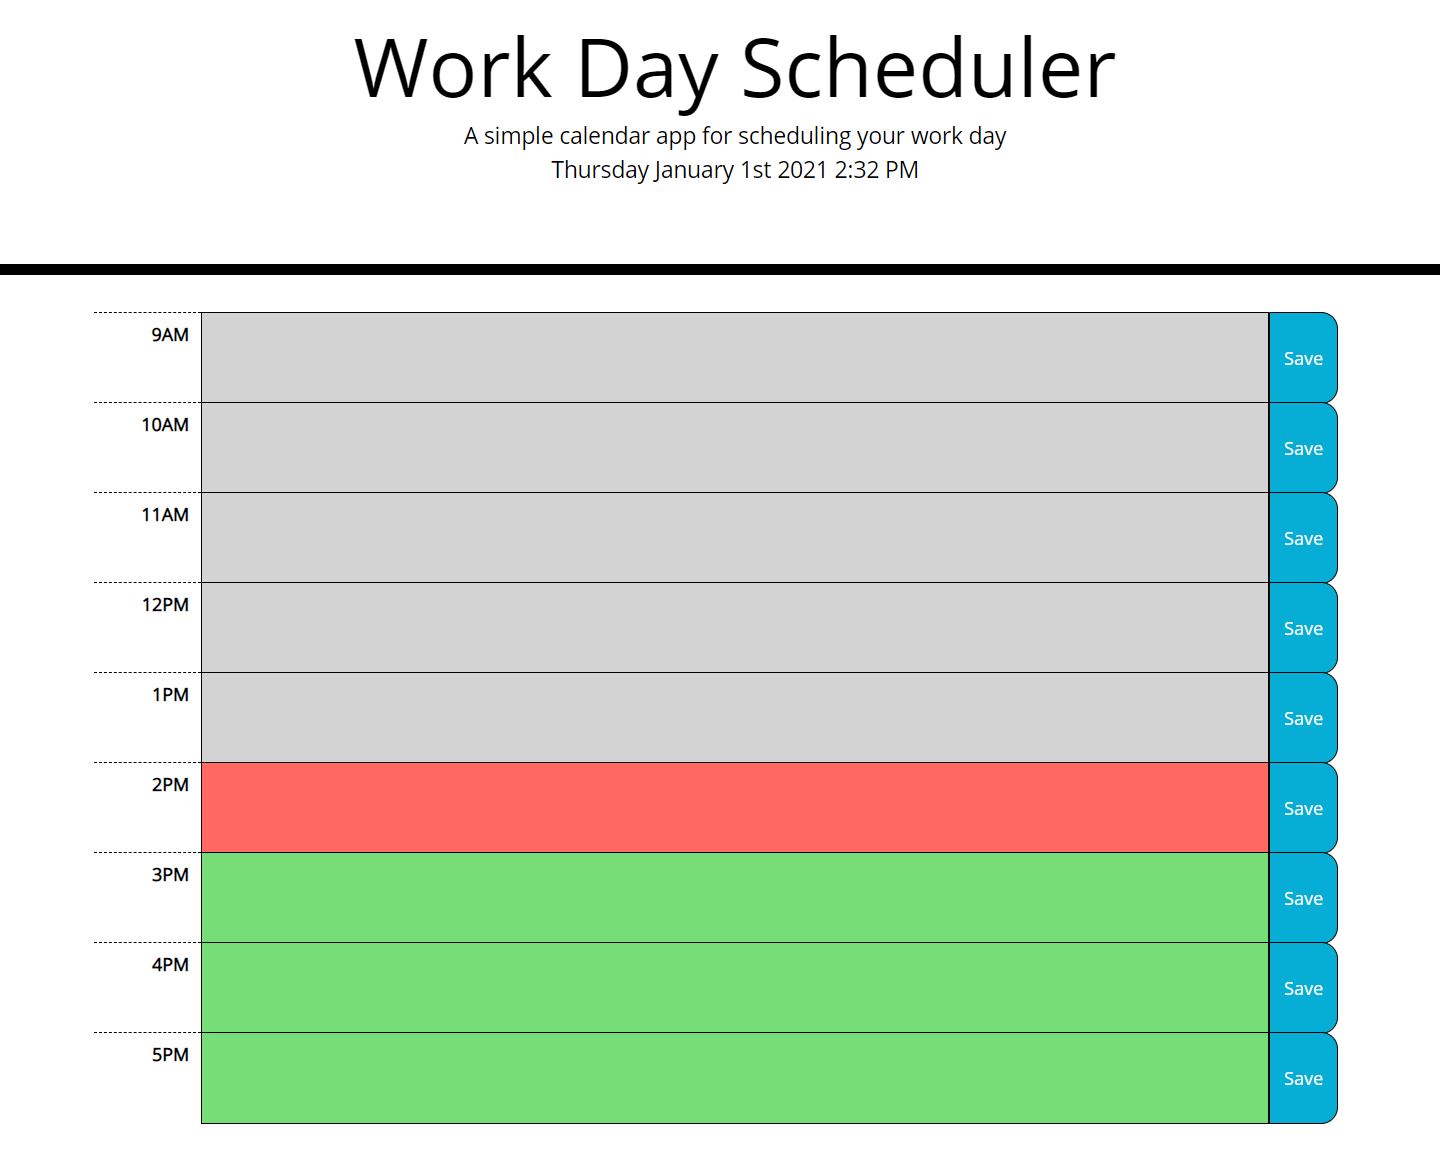 Work Day Scheduler
A simple calendar app for scheduling your work day
Thursday January 1st 2021 2:32 PM
9AM
Save
10AM
Save
11AM
Save
12PM
Save
1PM
Save
2PM
Save
3PM
Save
4PM
Save
5PM
Save